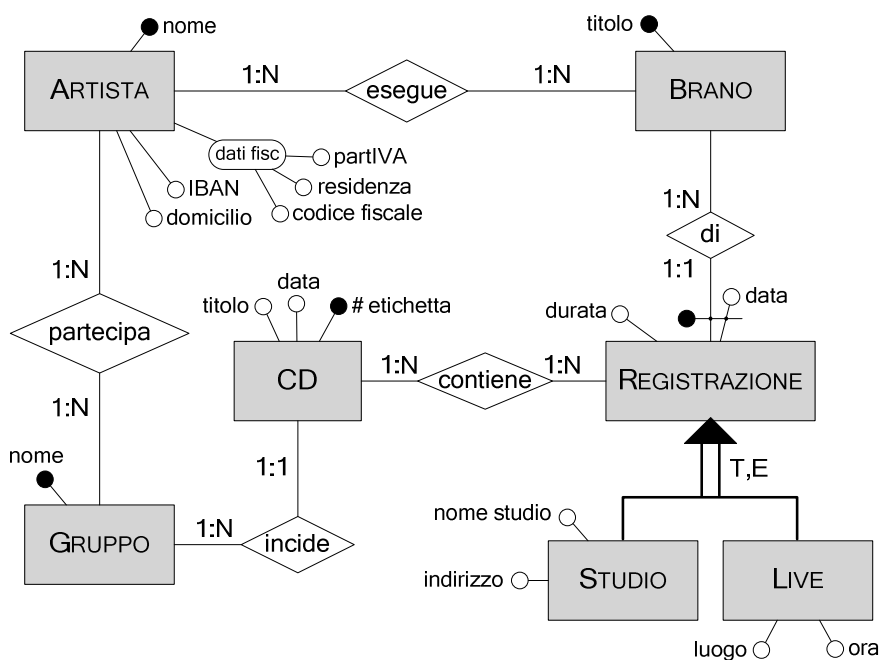 nome
titolo
ARTISTA
1:N
esegue
1:N
BRANO
dati fisc
partIVA
IBAN
residenza
domicilio
codice fiscale
1:N
di
1:1
1:N
partecipa
1:N
titolo
data
# etichetta
durata
data
CD
1:N
contiene
1:N
REGISTRAZIONE
1:1
T,E
nome
GRUPPO
1:N
incide
nome studio
indirizzo
STUDIO
LIVE
luogo
ora